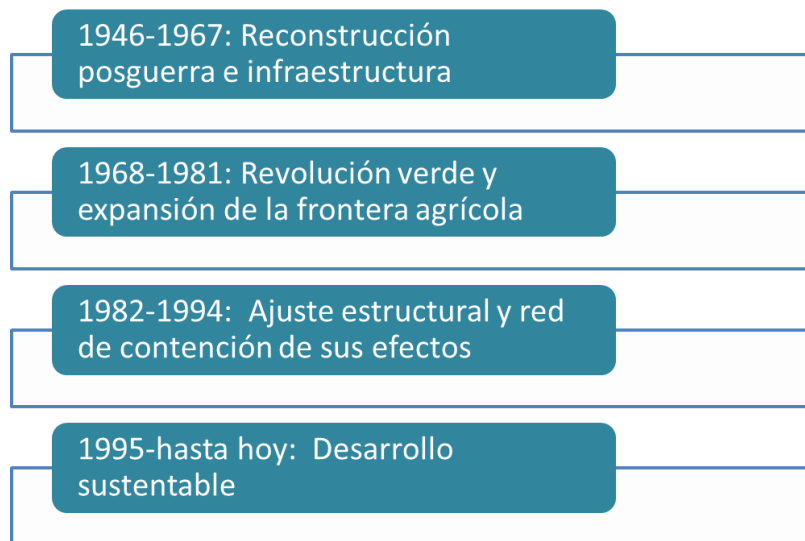 1946-1967: Reconstrucción
posguerra e infraestructura
1968-1981: Revolución verde y
expansión de la frontera agrícola
1982-1994:  Ajuste estructural y red
de contención de sus efectos
1995-hasta hoy:  Desarrollo
sustentable